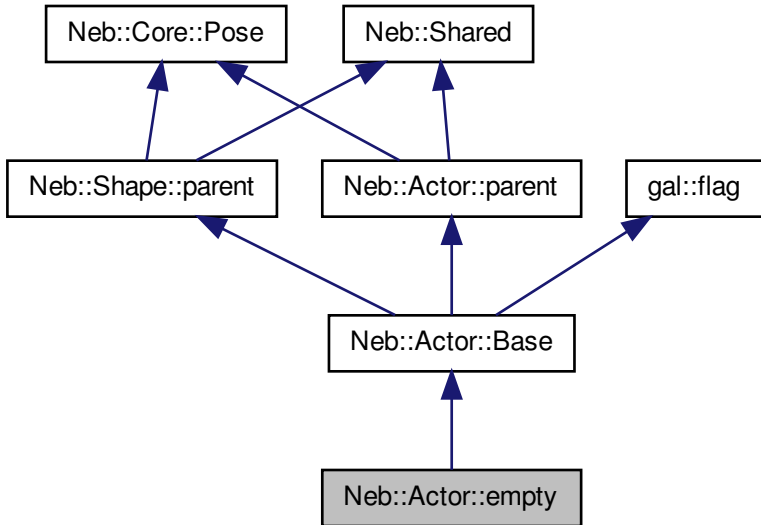 Neb::Core::Pose
Neb::Shared
Neb::Shape::parent
Neb::Actor::parent
gal::flag
Neb::Actor::Base
Neb::Actor::empty